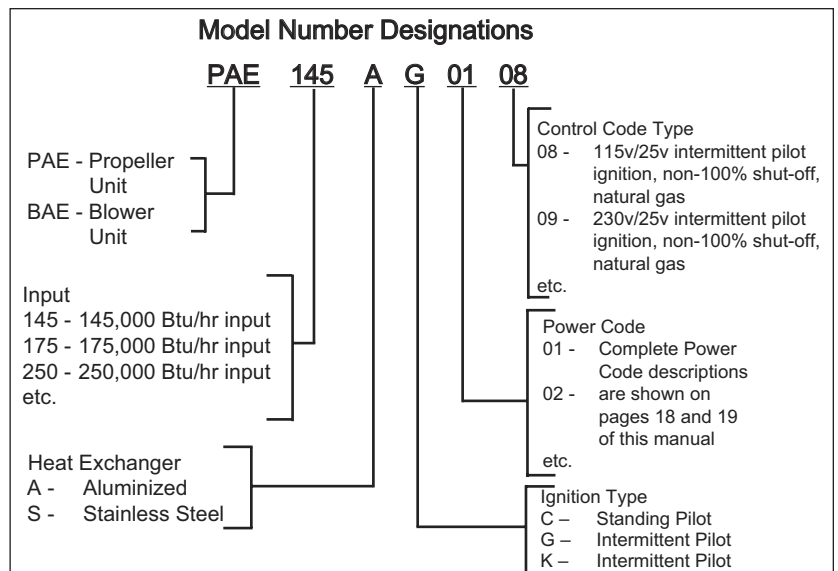 Model Number Designations
PAE 145 A G 01 08
PAE - Propeller
Unit
BAE - Blower
Unit
Input
145 - 145,000 Btu/hr input
175 - 175,000 Btu/hr input
250 - 250,000 Btu/hr input
etc.
Heat Exchanger
A - Aluminized
S - Stainless Steel
Control Code Type
08 - 115v/25v intermittent pilot
ignition, non-100% shut-off,
natural gas
09 - 230v/25v intermittent pilot
ignition, non-100% shut-off,
natural gas
etc.
Power Code
01 - Complete Power
Code descriptions
02 - are shown on
pages 18 and 19
of this manual
etc.
Ignition Type
C – Standing Pilot
G – Intermittent Pilot
K – Intermittent Pilot